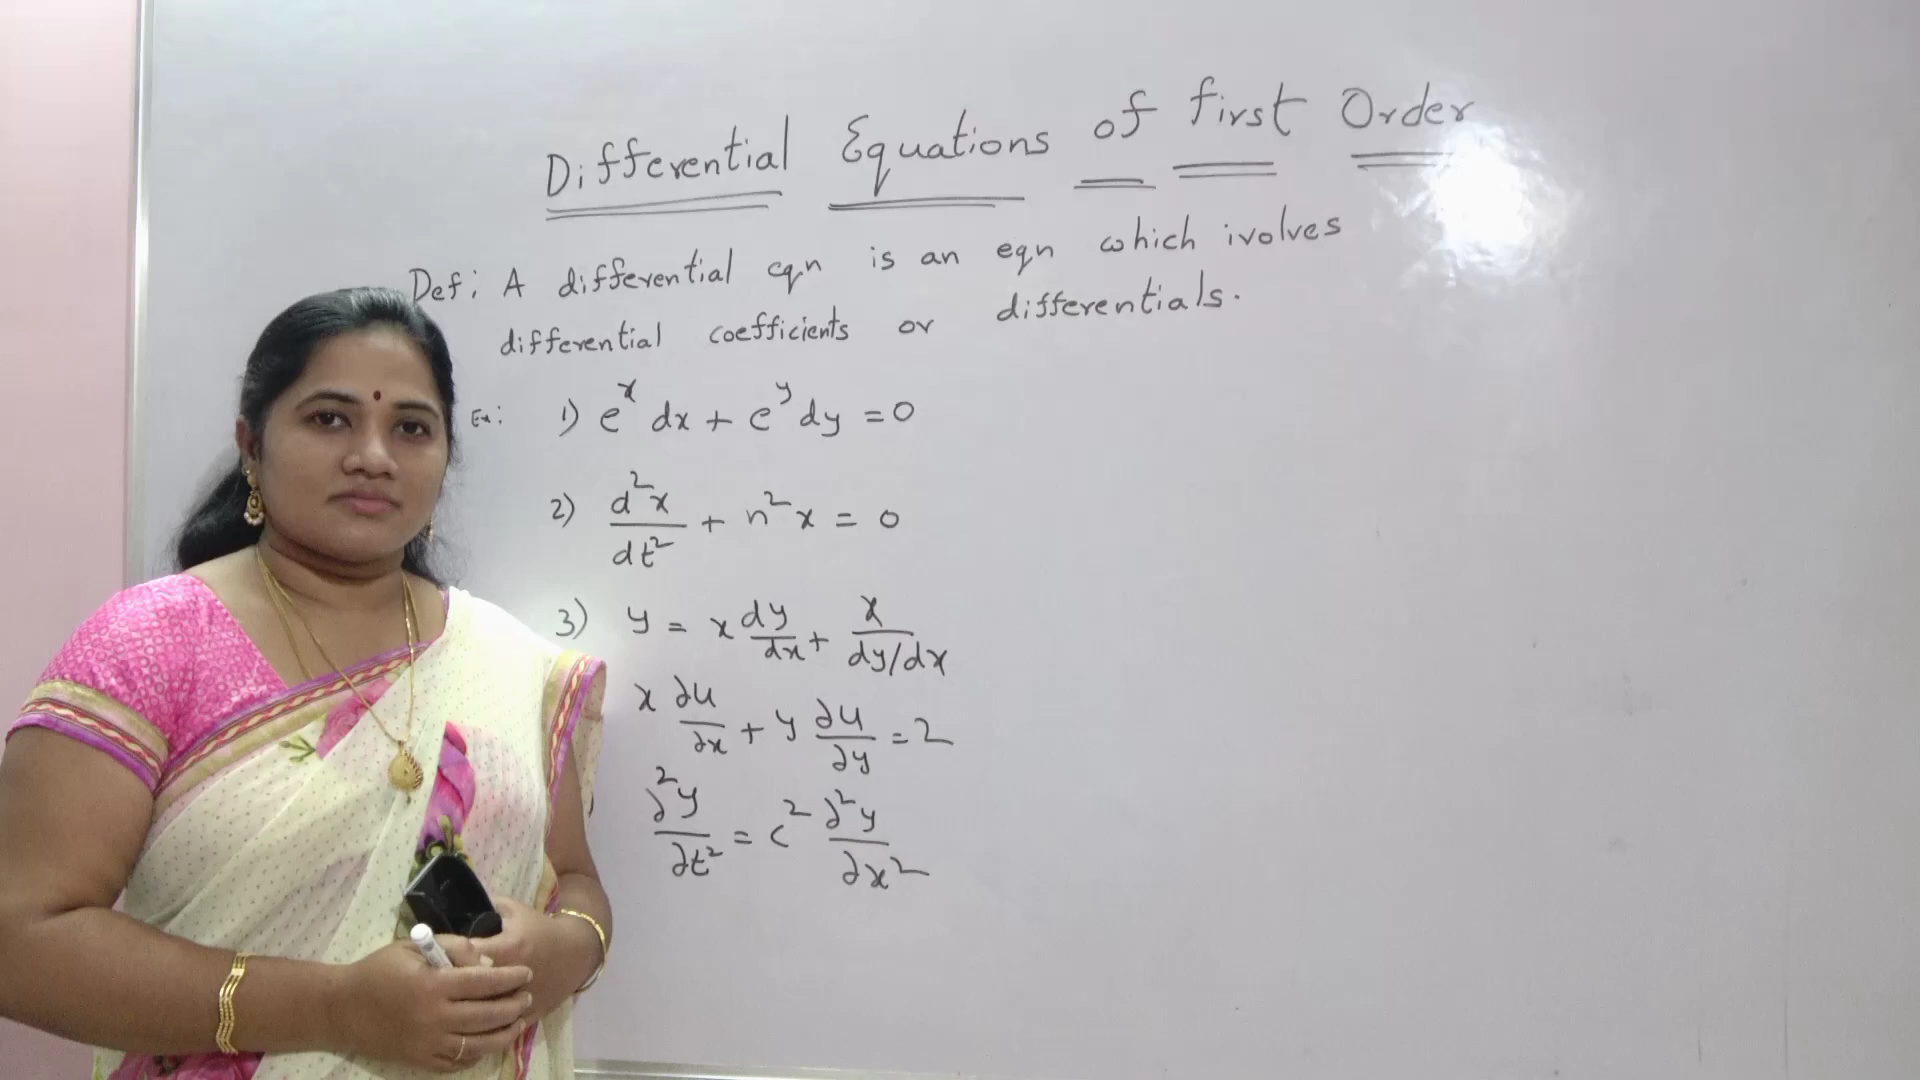 Differential Equations of first Order
Def: A differential eqn is an eqn which ivolves
differential coefficients or differentials.
Ex: 1) e^x dx + e^y dy = 0
2) d²x/dt² + n²x = 0
3) y = x dy/dx + x/(dy/dx)
x ∂u/∂x + y ∂u/∂y = 2
∂²y/∂t² = c² ∂²y/∂x²